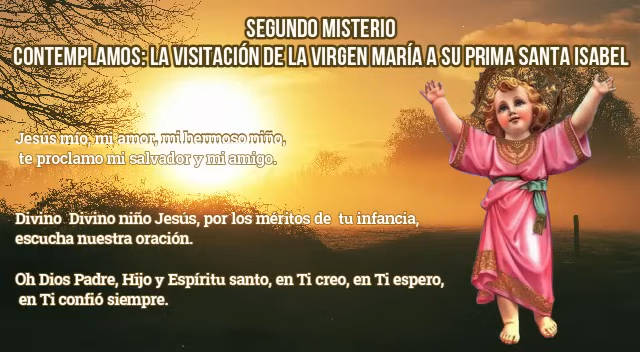 SEGUNDO MISTERIO
CONTEMPLAMOS: LA VISITACIÓN DE LA VIRGEN MARÍA A SU PRIMA SANTA ISABEL
Jesús mío, mi amor, mi hermoso niño,
te proclamo mi salvador y mi amigo.
Divino Divino niño Jesús, por los méritos de tu infancia,
escucha nuestra oración.
Oh Dios Padre, Hijo y Espíritu santo, en Ti creo, en Ti espero,
en Ti confió siempre.